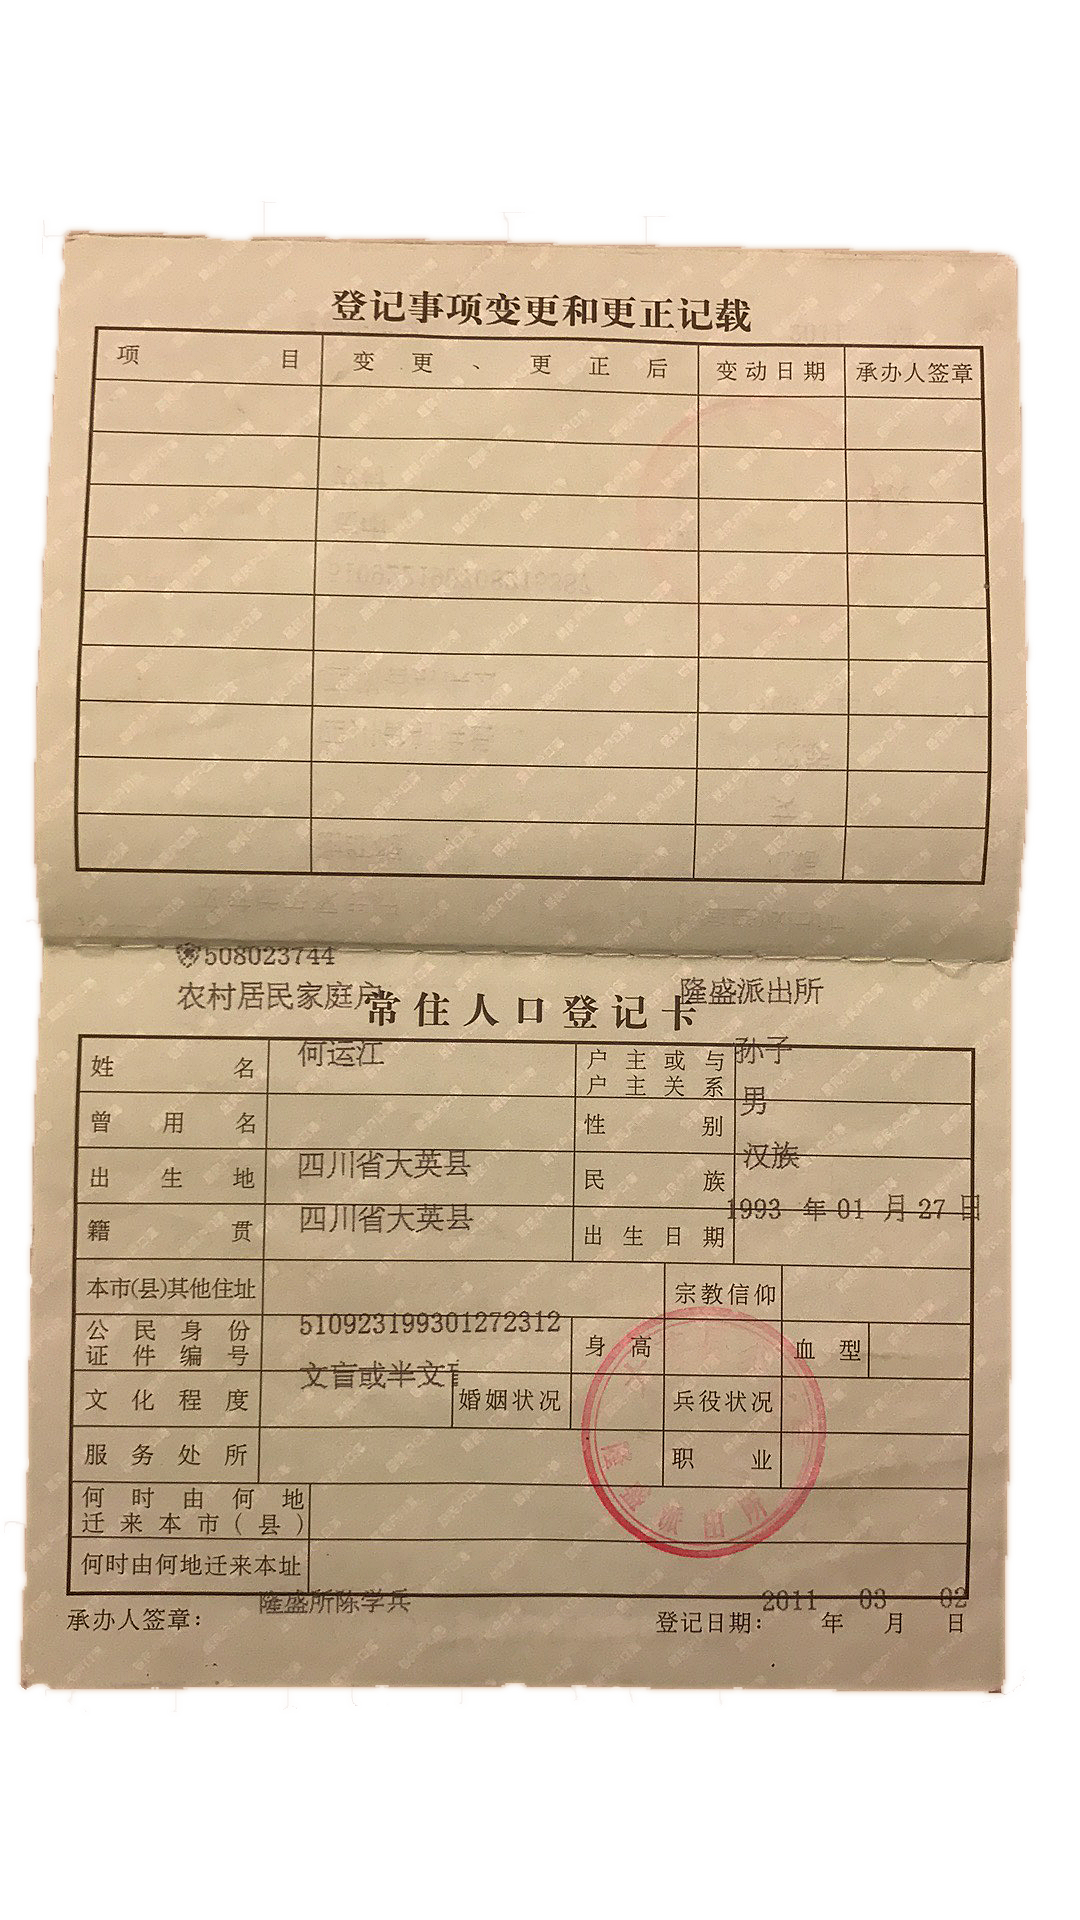 登记事项变更和更正记载
项目 变更、更正后 变动日期 承办人签章
508023744
农村居民家庭户 隆盛派出所
常住人口登记卡
姓名 何运江 户主或与户主关系 孙子
曾用名 性别 男
出生地 四川省大英县 民族 汉族
籍贯 四川省大英县 出生日期 1993 年 01 月 27 日
本市(县)其他住址 宗教信仰
公民身份证件编号 510923199301272312 身高 血型
文化程度 文盲或半文盲 婚姻状况 兵役状况
服务处所 职业
何时由何地迁来本市(县)
何时由何地迁来本址
承办人签章: 隆盛所陈学兵 登记日期: 2011 年 03 月 02 日
派出所